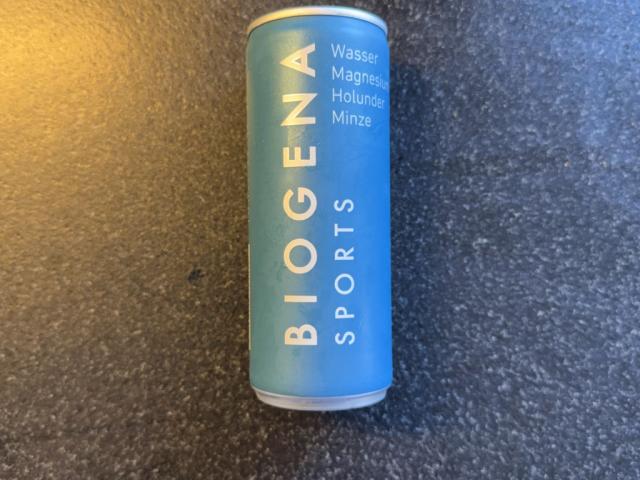 BIOGENA
SPORTS
Wasser
Magnesium
Holunder
Minze